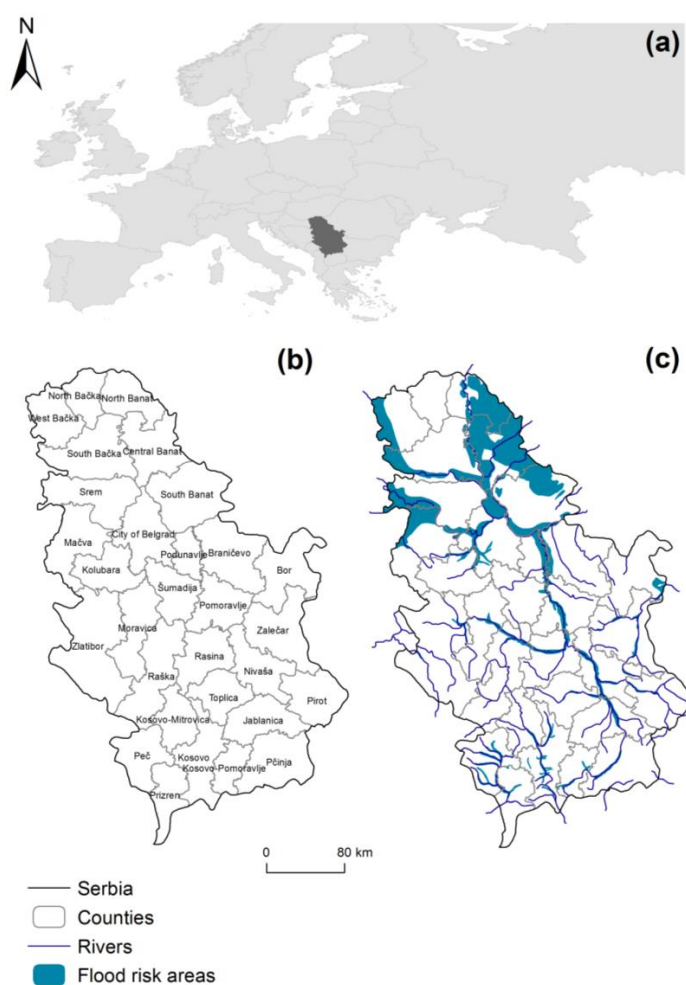 N
(a)
(b)
(c)
North Bačka
North Banat
West Bačka
South Bačka
Central Banat
Srem
South Banat
City of Belgrad
Mačva
Podunavlje
Braničevo
Kolubara
Bor
Šumadija
Pomoravlje
Moravica
Zalečar
Zlatibor
Rasina
Raška
Nivaša
Toplica
Pirot
Kosovo-Mitrovica
Jablanica
Peč
Kosovo
Pčinja
Kosovo-Pomoravlje
Prizren
0 80 km
Serbia
Counties
Rivers
Flood risk areas